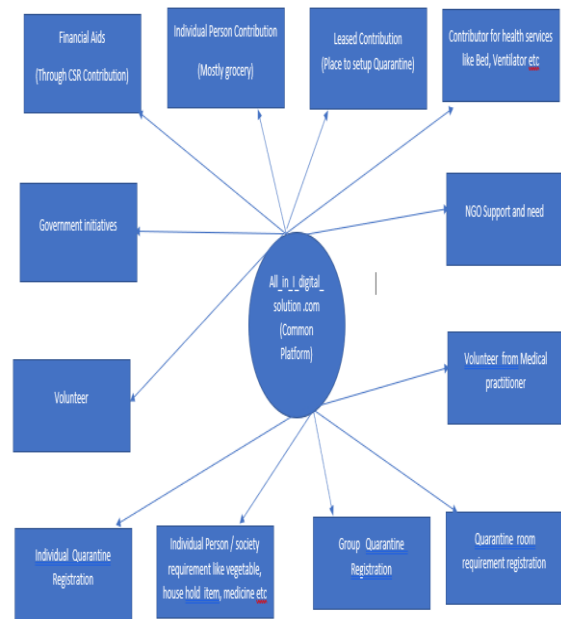 Financial Aids
(Through CSR Contribution)
Individual Person Contribution
(Mostly grocery)
Leased Contribution
(Place to setup Quarantine)
Contributor for health services
like Bed, Ventilator etc
Government initiatives
NGO Support and need
All_in_I_digital_
solution .com
(Common
Platform)
Volunteer
Volunteer from Medical
practitioner
Individual Quarantine
Registration
Individual Person / society
requirement like vegetable,
house hold item, medicine etc
Group Quarantine
Registration
Quarantine room
requirement registration